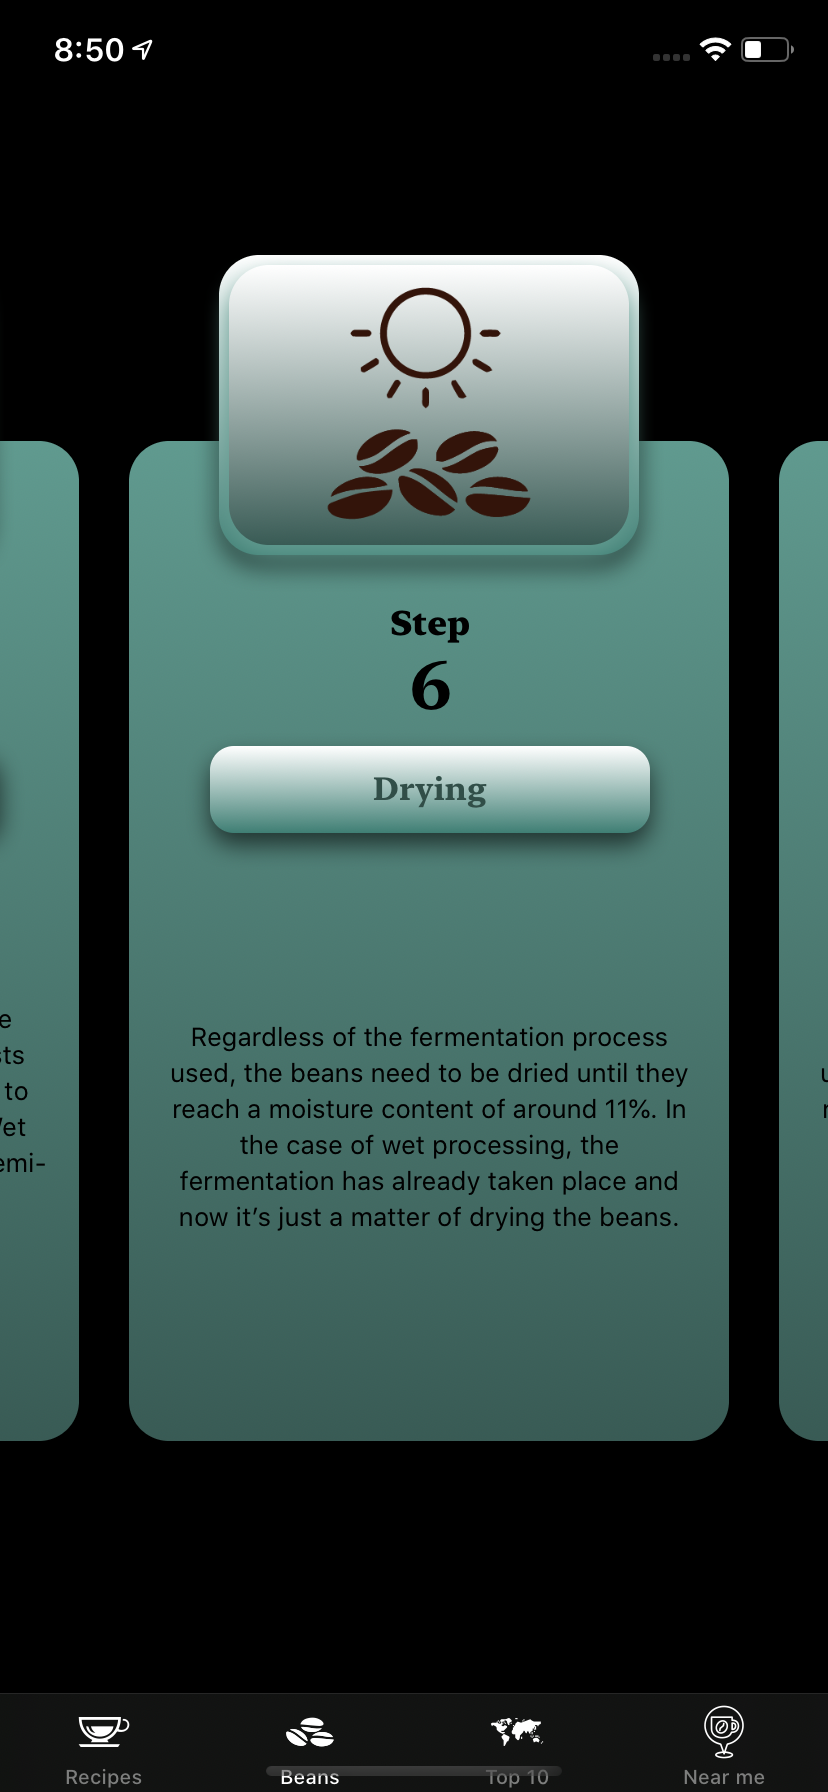 8:50
Step
6
Drying
e
sts
to
Wet
emi-
Regardless of the fermentation process
used, the beans need to be dried until they
reach a moisture content of around 11%. In
the case of wet processing, the
fermentation has already taken place and
now it’s just a matter of drying the beans.
Recipes
Beans
Top 10
Near me